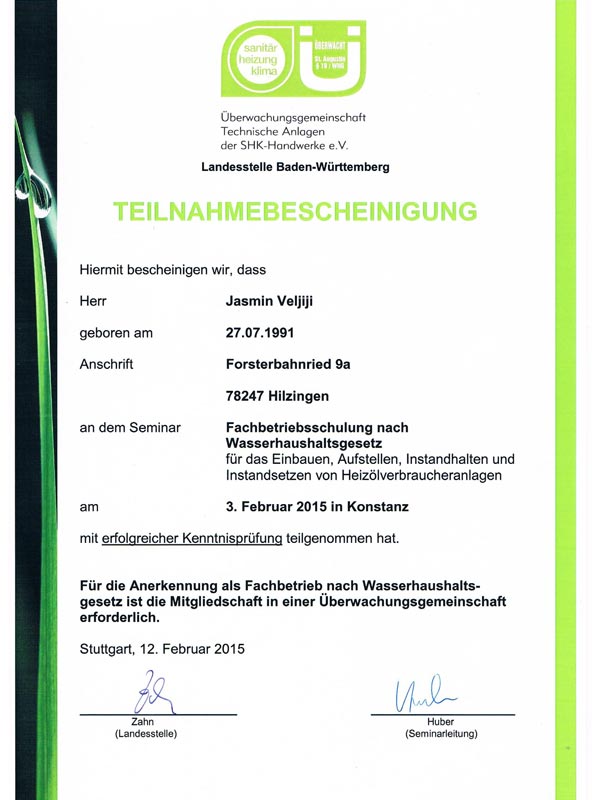 sanitär
heizung
klima
ÜBERWACHT
St. Augustin
§ 19 I WHG
Überwachungsgemeinschaft
Technische Anlagen
der SHK-Handwerke e.V.
Landesstelle Baden-Württemberg
TEILNAHMEBESCHEINIGUNG
Hiermit bescheinigen wir, dass
Herr Jasmin Veljiji
geboren am 27.07.1991
Anschrift Forsterbahnried 9a
78247 Hilzingen
an dem Seminar Fachbetriebsschulung nach
Wasserhaushaltsgesetz
für das Einbauen, Aufstellen, Instandhalten und
Instandsetzen von Heizölverbraucheranlagen
am 3. Februar 2015 in Konstanz
mit erfolgreicher Kenntnisprüfung teilgenommen hat.
Für die Anerkennung als Fachbetrieb nach Wasserhaushalts-
gesetz ist die Mitgliedschaft in einer Überwachungsgemeinschaft
erforderlich.
Stuttgart, 12. Februar 2015
Zahn Huber
(Landesstelle) (Seminarleitung)